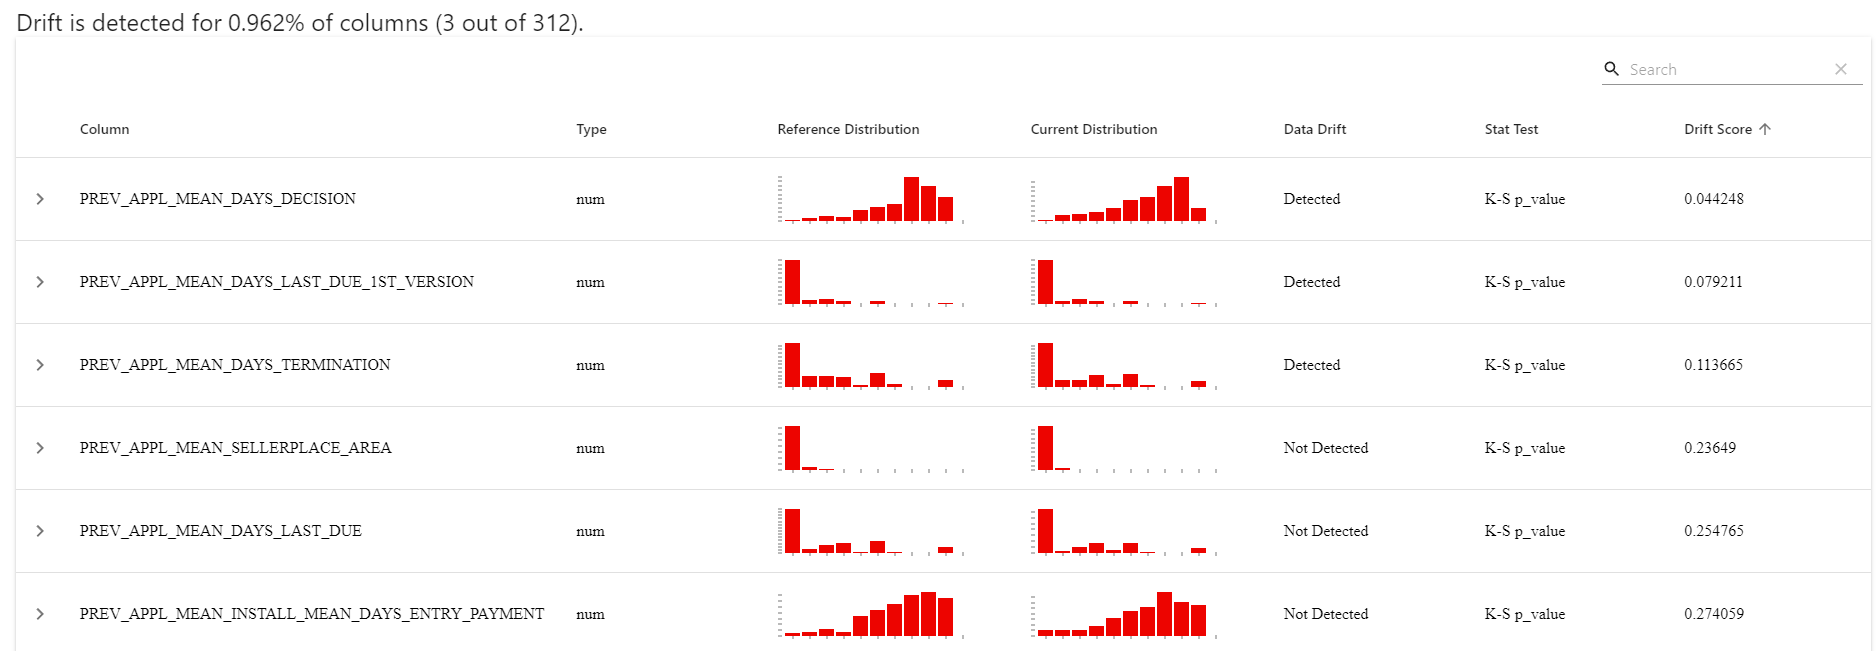 Drift is detected for 0.962% of columns (3 out of 312).
Search
Column Type Reference Distribution Current Distribution Data Drift Stat Test Drift Score
PREV_APPL_MEAN_DAYS_DECISION num Detected K-S p_value 0.044248
PREV_APPL_MEAN_DAYS_LAST_DUE_1ST_VERSION num Detected K-S p_value 0.079211
PREV_APPL_MEAN_DAYS_TERMINATION num Detected K-S p_value 0.113665
PREV_APPL_MEAN_SELLERPLACE_AREA num Not Detected K-S p_value 0.23649
PREV_APPL_MEAN_DAYS_LAST_DUE num Not Detected K-S p_value 0.254765
PREV_APPL_MEAN_INSTALL_MEAN_DAYS_ENTRY_PAYMENT num Not Detected K-S p_value 0.274059